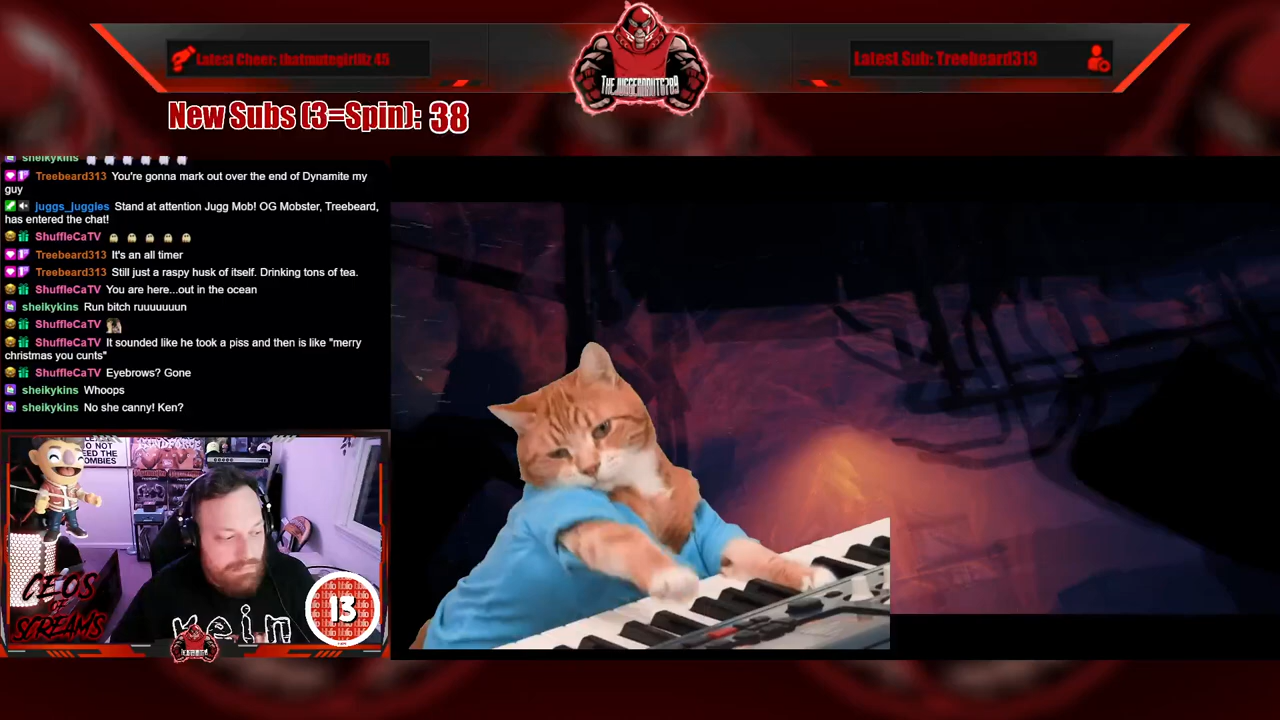 Latest Cheer: thatmutegirlliz 45
THEJUGGERNAUT6789
Latest Sub: Treebeard313
New Subs (3=Spin): 38
sheikykins
Treebeard313 You're gonna mark out over the end of Dynamite my
guy
juggs_juggies Stand at attention Jugg Mob! OG Mobster, Treebeard,
has entered the chat!
ShuffleCaTV
Treebeard313 It's an all timer
Treebeard313 Still just a raspy husk of itself. Drinking tons of tea.
ShuffleCaTV You are here...out in the ocean
sheikykins Run bitch ruuuuuuun
ShuffleCaTV
ShuffleCaTV It sounded like he took a piss and then is like "merry
christmas you cunts"
ShuffleCaTV Eyebrows? Gone
sheikykins Whoops
sheikykins No she canny! Ken?
DO NOT
FEED THE
ZOMBIES
CEOS
OF
STREAMS
13
vein